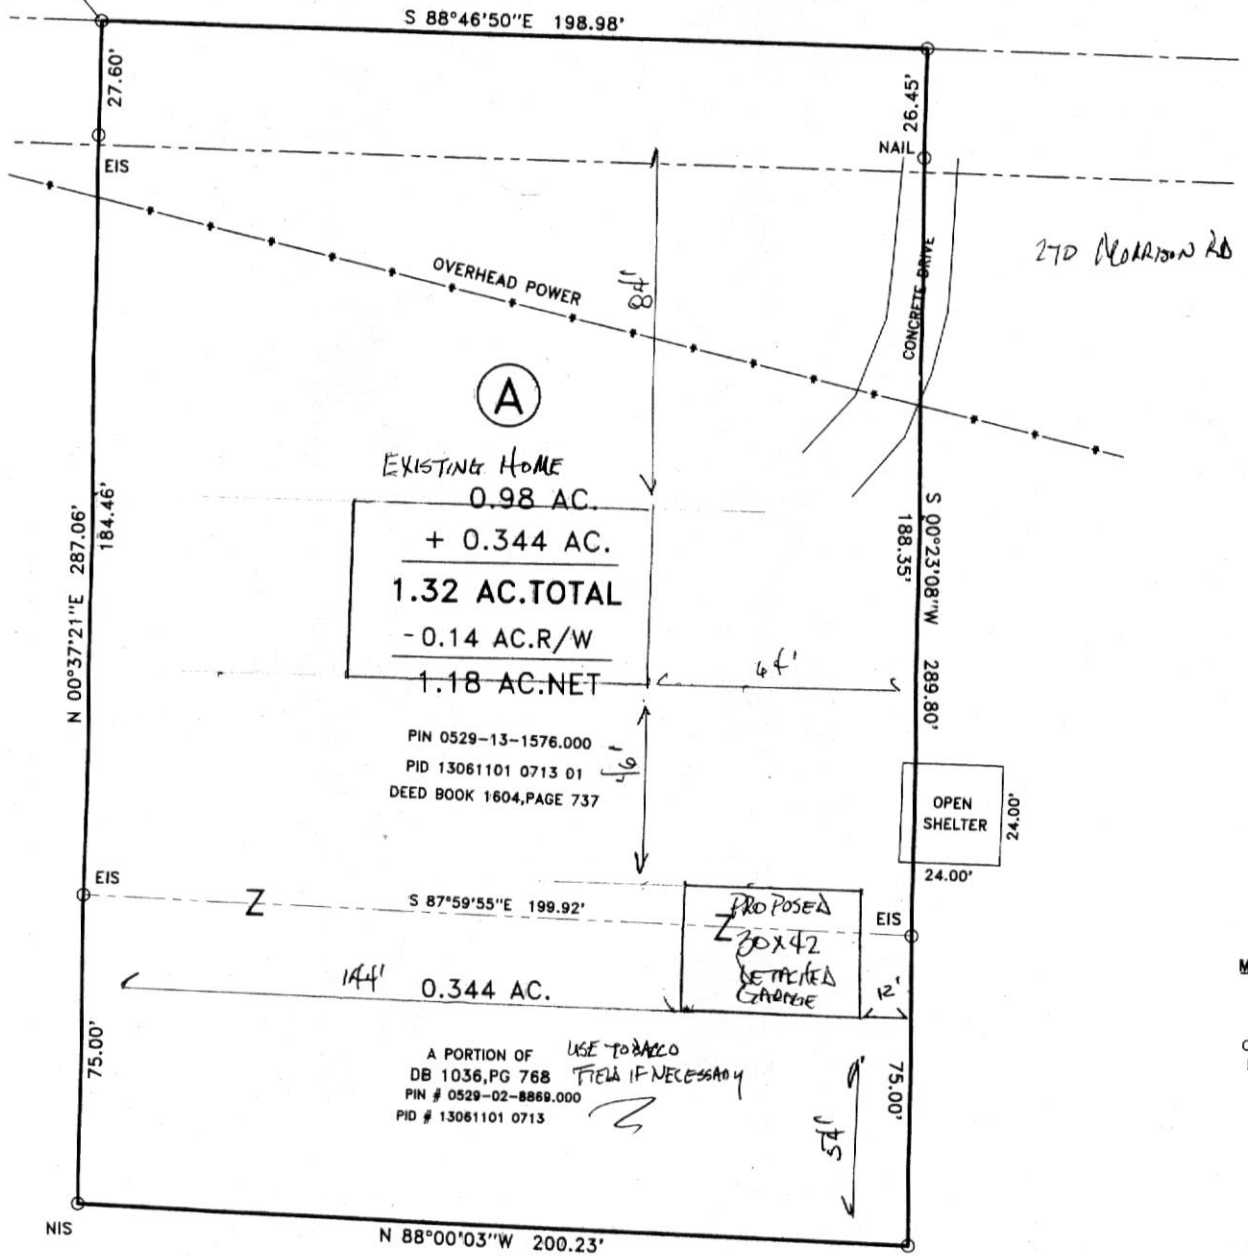 S 88°46'50"E 198.98'
27.60'
26.45'
NAIL
EIS
270 MORRISON RD
OVERHEAD POWER
84'
CONCRETE DRIVE
A
EXISTING HOME
0.98 AC.
+ 0.344 AC.
1.32 AC.TOTAL
-0.14 AC.R/W
1.18 AC.NET
N 00°37'21"E 287.06'
184.46'
S 00°23'08"W 289.80'
188.35'
64'
PIN 0529-13-1576.000
PID 13061101 0713 01
DEED BOOK 1604,PAGE 737
46'
OPEN
SHELTER
24.00'
24.00'
EIS
Z
S 87°59'55"E 199.92'
Z
EIS
PROPOSED
30X42
DETACHED
GARAGE
144'
0.344 AC.
12'
75.00'
A PORTION OF
DB 1036,PG 768
PIN # 0529-02-8869.000
PID # 13061101 0713
USE TOBACCO
FIELD IF NECESSARY
75.00'
54'
NIS
N 88°00'03"W 200.23'